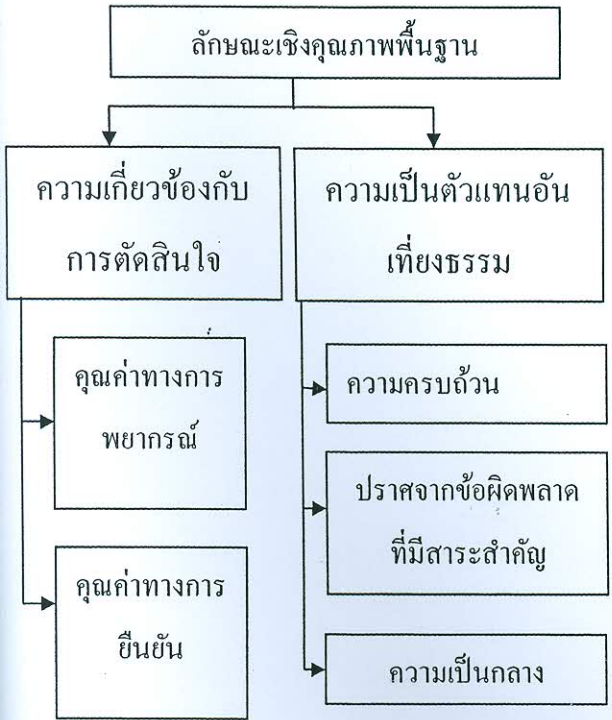 ลักษณะเชิงคุณภาพพื้นฐาน
ความเกี่ยวข้องกับ
การตัดสินใจ
คุณค่าทางการ
พยากรณ์
คุณค่าทางการ
ยืนยัน
ความเป็นตัวแทนอัน
เที่ยงธรรม
ความครบถ้วน
ปราศจากข้อผิดพลาด
ที่มีสาระสำคัญ
ความเป็นกลาง